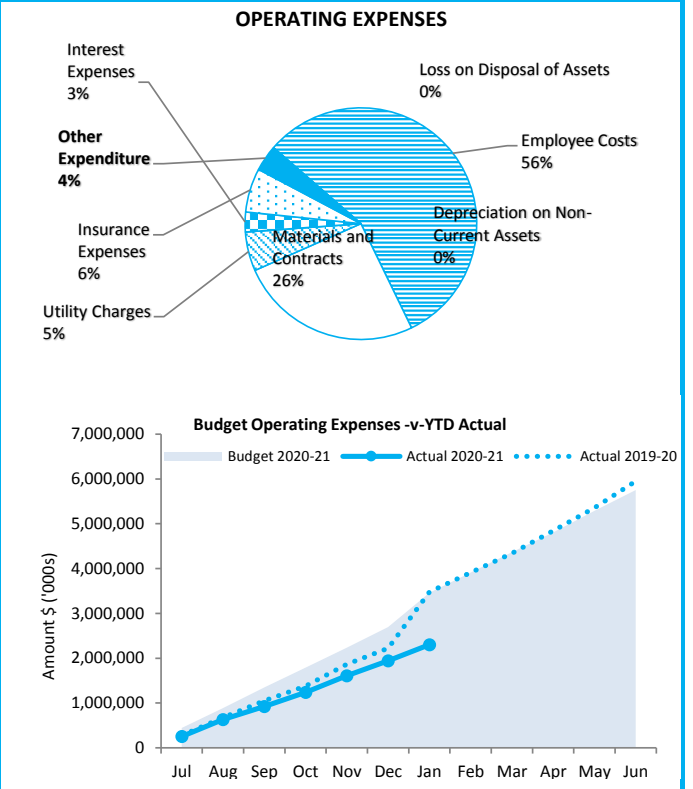 OPERATING EXPENSES
Interest
Expenses
3%
Loss on Disposal of Assets
0%
Other
Expenditure
4%
Employee Costs
56%
Depreciation on Non-
Current Assets
0%
Insurance
Expenses
6%
Materials and
Contracts
26%
Utility Charges
5%
Budget Operating Expenses -v-YTD Actual
Budget 2020-21
Actual 2020-21
Actual 2019-20
Amount $ ('000s)
7,000,000
6,000,000
5,000,000
4,000,000
3,000,000
2,000,000
1,000,000
0
Jul Aug Sep Oct Nov Dec Jan Feb Mar Apr May Jun